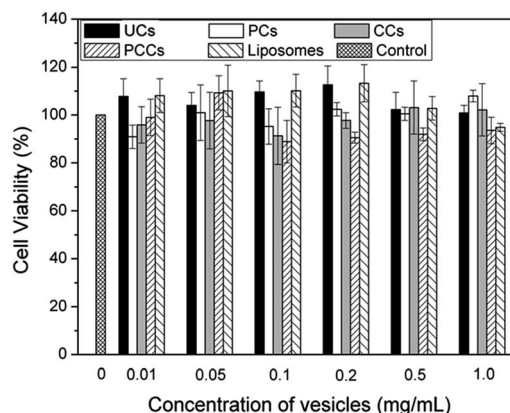 140
UCs PCs CCs
PCCs Liposomes Control
120
100
80
60
40
20
0
Cell Viability (%)
0 0.01 0.05 0.1 0.2 0.5 1.0
Concentration of vesicles (mg/mL)